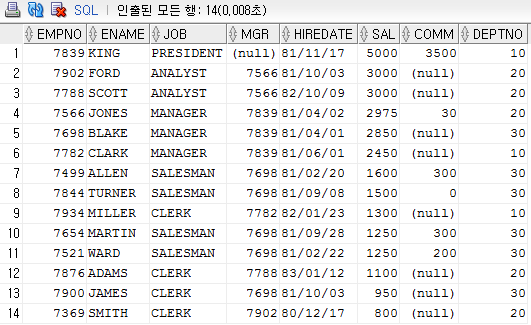 SQL | 인출된 모든 행: 14(0,008초)
EMPNO ENAME JOB MGR HIREDATE SAL COMM DEPTNO
1 7839 KING PRESIDENT (null) 81/11/17 5000 3500 10
2 7902 FORD ANALYST 7566 81/10/03 3000 (null) 20
3 7788 SCOTT ANALYST 7566 82/10/09 3000 (null) 20
4 7566 JONES MANAGER 7839 81/04/02 2975 30 20
5 7698 BLAKE MANAGER 7839 81/04/01 2850 (null) 30
6 7782 CLARK MANAGER 7839 81/06/01 2450 (null) 10
7 7499 ALLEN SALESMAN 7698 81/02/20 1600 300 30
8 7844 TURNER SALESMAN 7698 81/09/08 1500 0 30
9 7934 MILLER CLERK 7782 82/01/23 1300 (null) 10
10 7654 MARTIN SALESMAN 7698 81/09/28 1250 300 30
11 7521 WARD SALESMAN 7698 81/02/22 1250 200 30
12 7876 ADAMS CLERK 7788 83/01/12 1100 (null) 20
13 7900 JAMES CLERK 7698 81/10/03 950 (null) 30
14 7369 SMITH CLERK 7902 80/12/17 800 (null) 20